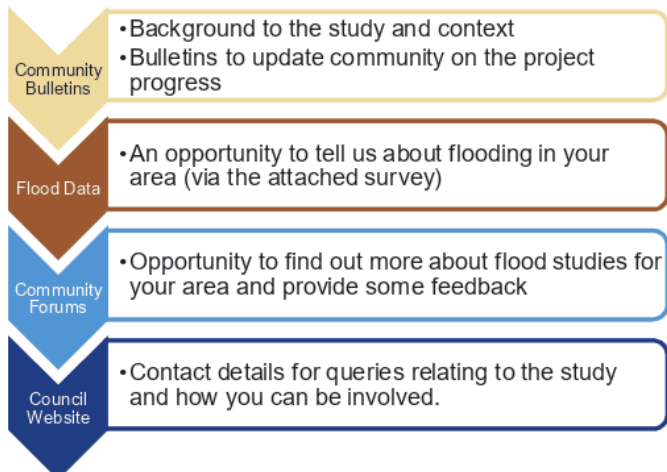 Community
Bulletins
•Background to the study and context
•Bulletins to update community on the project
progress
Flood Data
•An opportunity to tell us about flooding in your
area (via the attached survey)
Community
Forums
•Opportunity to find out more about flood studies for
your area and provide some feedback
Council
Website
•Contact details for queries relating to the study
and how you can be involved.